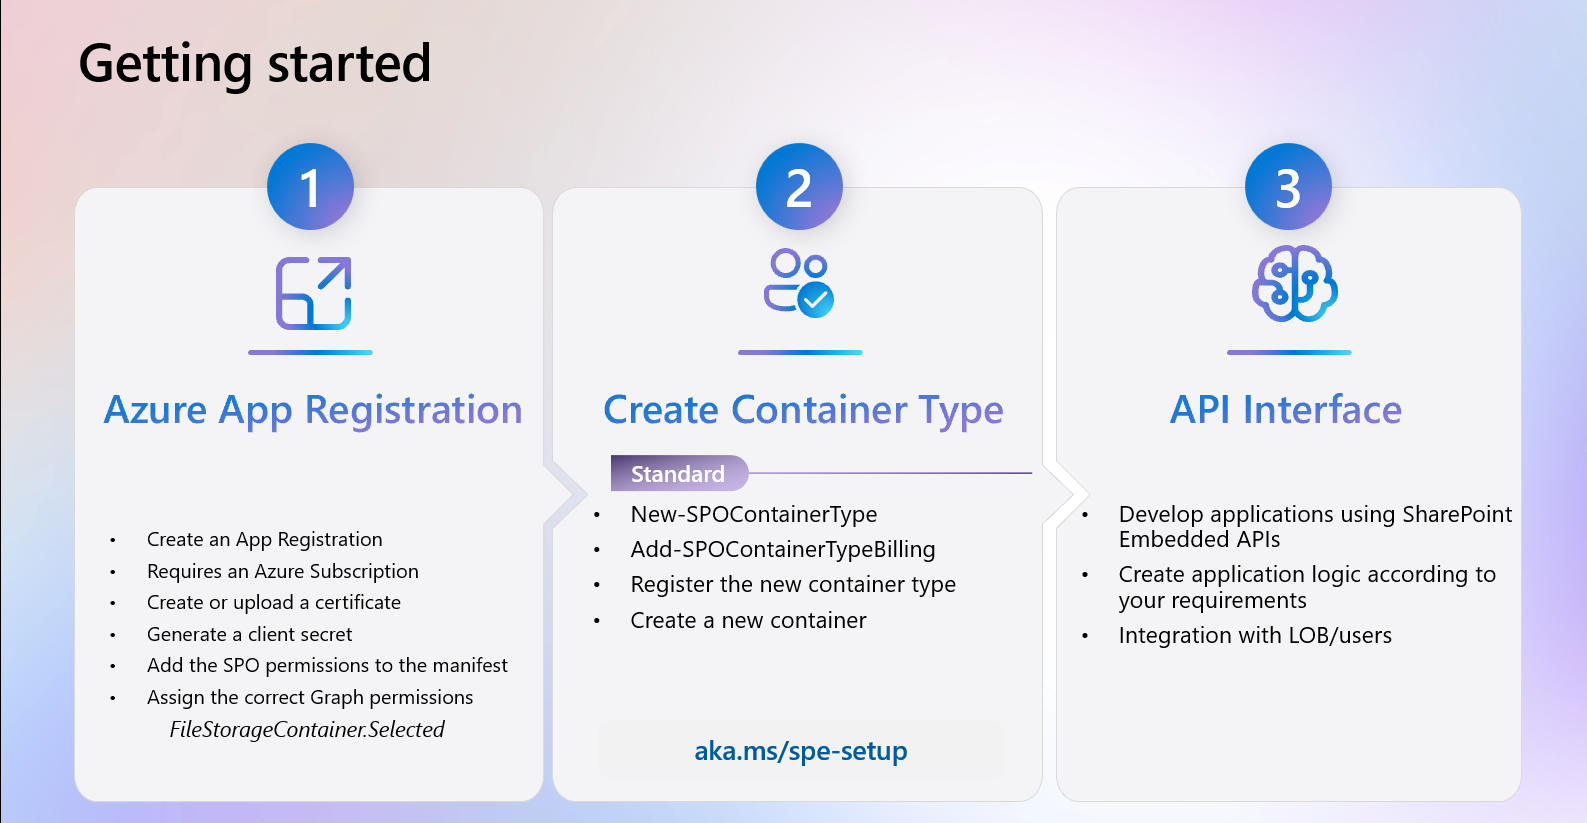 Getting started
1
Azure App Registration
• Create an App Registration
• Requires an Azure Subscription
• Create or upload a certificate
• Generate a client secret
• Add the SPO permissions to the manifest
• Assign the correct Graph permissions
FileStorageContainer.Selected
2
Create Container Type
Standard
• New-SPOContainerType
• Add-SPOContainerTypeBilling
• Register the new container type
• Create a new container
aka.ms/spe-setup
3
API Interface
• Develop applications using SharePoint
Embedded APIs
• Create application logic according to
your requirements
• Integration with LOB/users